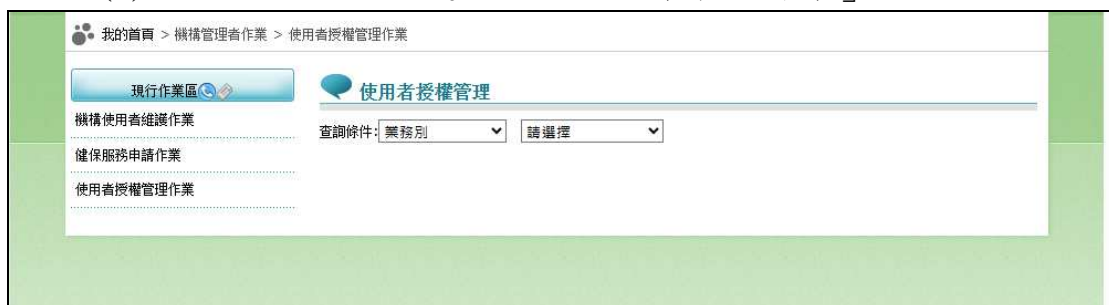 我的首頁 > 機構管理者作業 > 使用者授權管理作業
現行作業區
使用者授權管理
機構使用者維護作業
查詢條件: 業務別 請選擇
健保服務申請作業
使用者授權管理作業